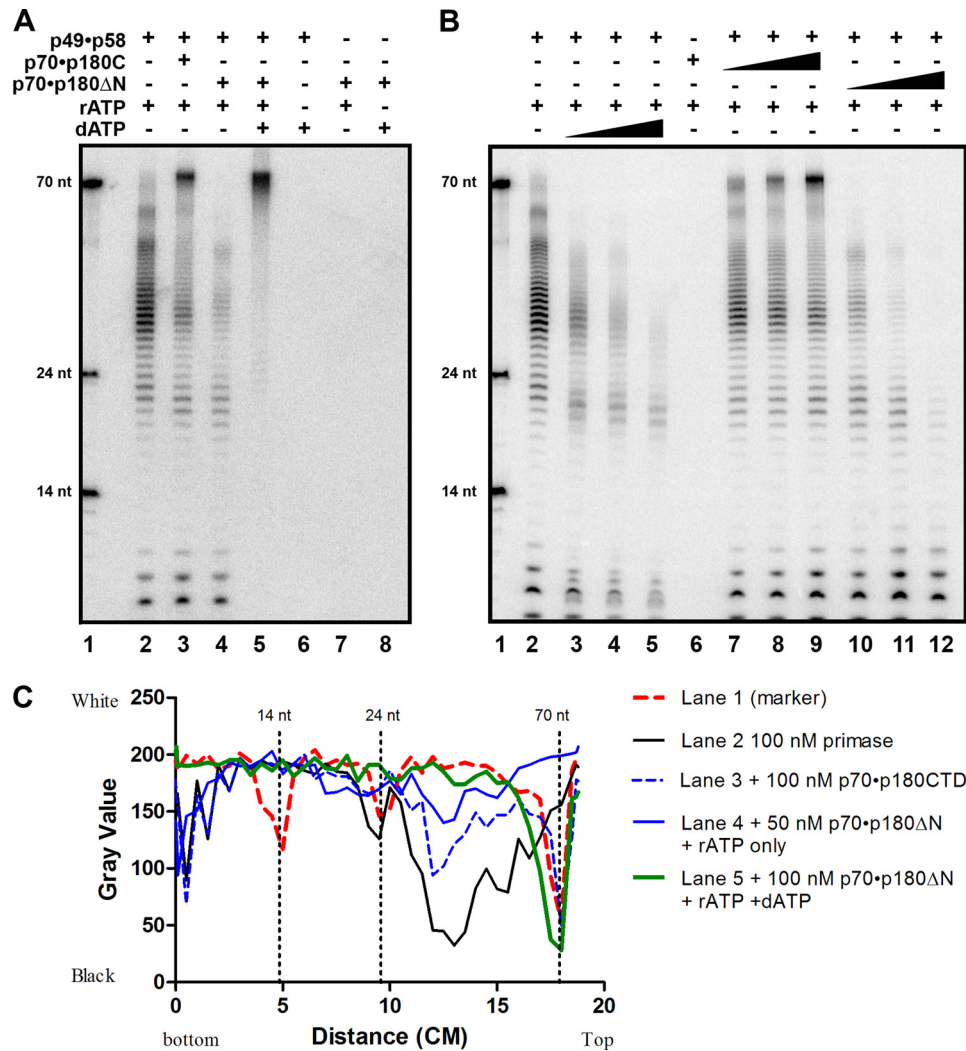 A
p49•p58 + + + + + - -
p70•p180C - + - - - - -
p70•p180ΔN - - + + - + +
rATP + + + + - + -
dATP - - - + + - +
70 nt
24 nt
14 nt
1 2 3 4 5 6 7 8
B
+ + + + - + + + + + +
- - - - + - - -
- - - - - - - -
+ + + + + + + + + + +
- - - - - - - -
70 nt
24 nt
14 nt
1 2 3 4 5 6 7 8 9 10 11 12
C
White
250
200
150
100
50
0
Black
Gray Value
14 nt
24 nt
70 nt
0 5 10 15 20
bottom
Distance (CM)
Top
Lane 1 (marker)
Lane 2 100 nM primase
Lane 3 + 100 nM p70•p180CTD
Lane 4 + 50 nM p70•p180ΔN
+ rATP only
Lane 5 + 100 nM p70•p180ΔN
+ rATP +dATP